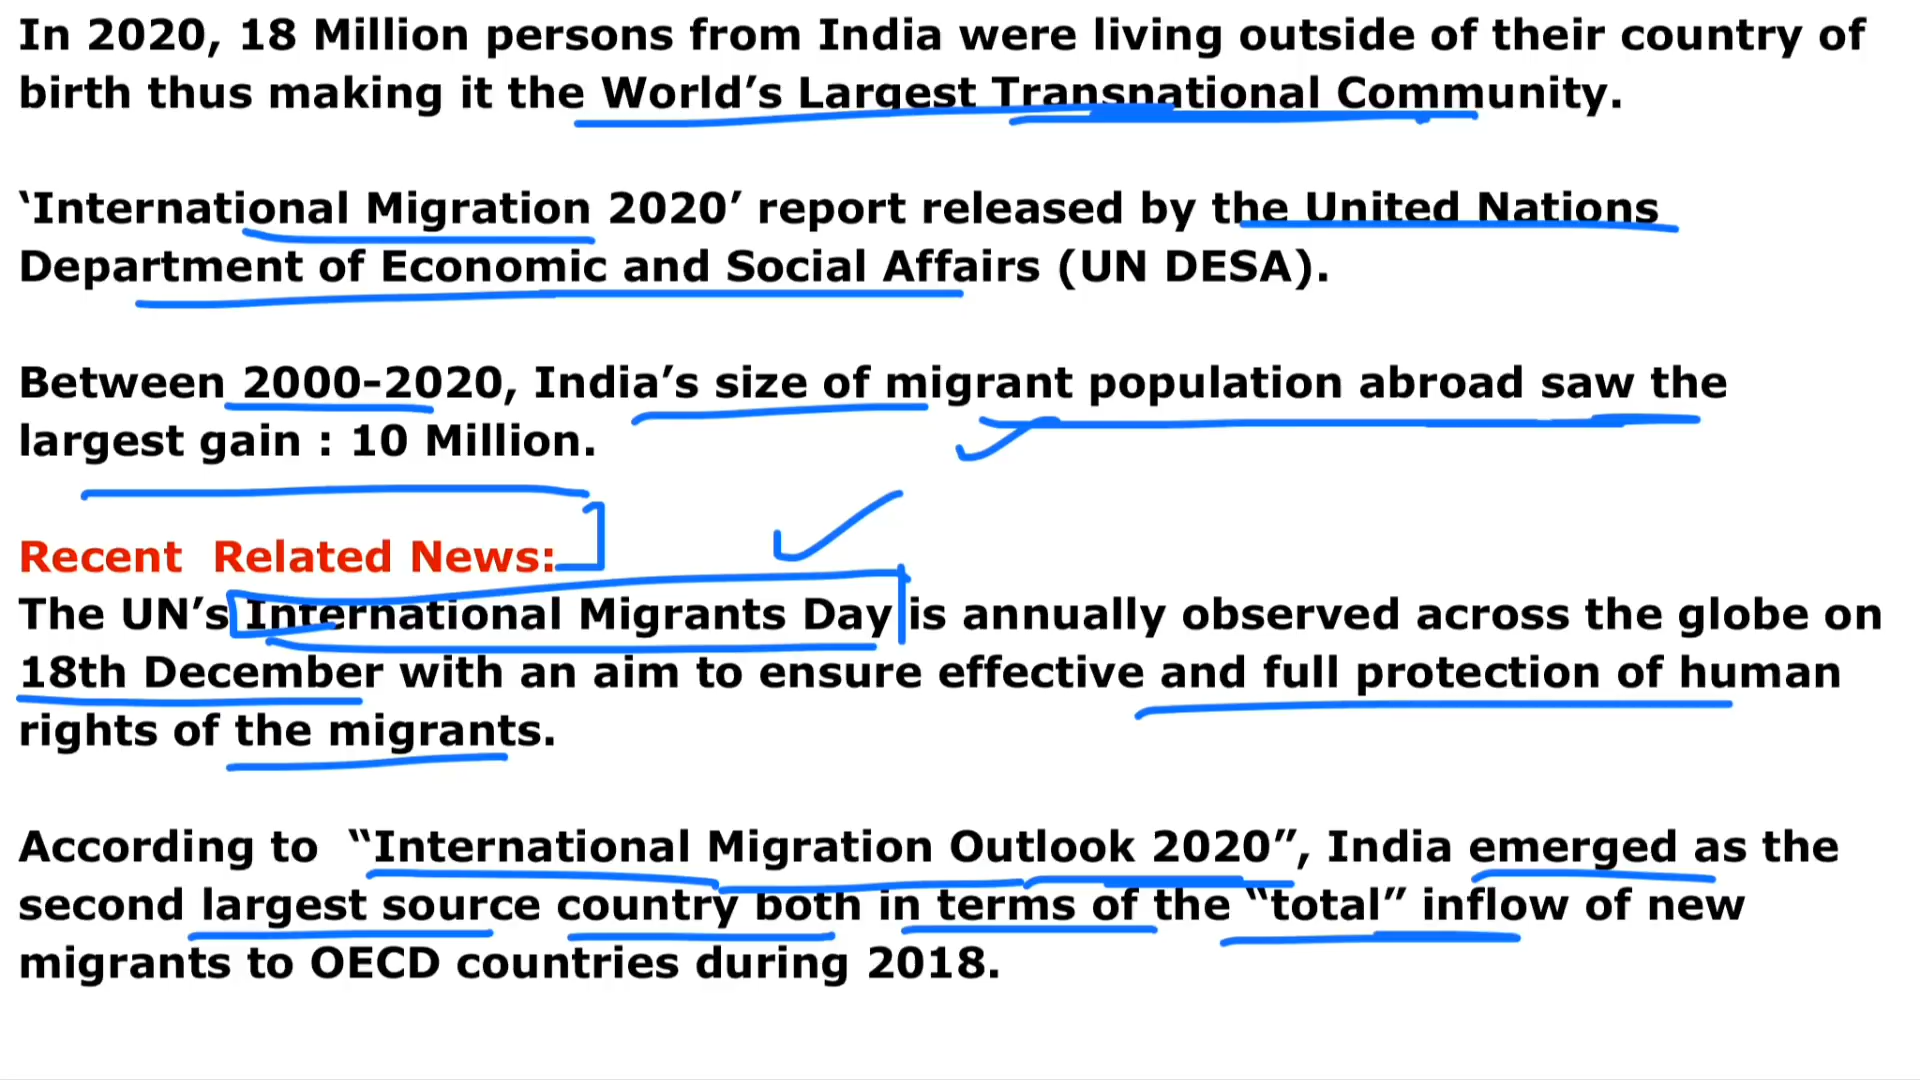 In 2020, 18 Million persons from India were living outside of their country of
birth thus making it the World’s Largest Transnational Community.
‘International Migration 2020’ report released by the United Nations
Department of Economic and Social Affairs (UN DESA).
Between 2000-2020, India’s size of migrant population abroad saw the
largest gain : 10 Million.
Recent  Related News:
The UN’s International Migrants Day is annually observed across the globe on
18th December with an aim to ensure effective and full protection of human
rights of the migrants.
According to  “International Migration Outlook 2020”, India emerged as the
second largest source country both in terms of the “total” inflow of new
migrants to OECD countries during 2018.